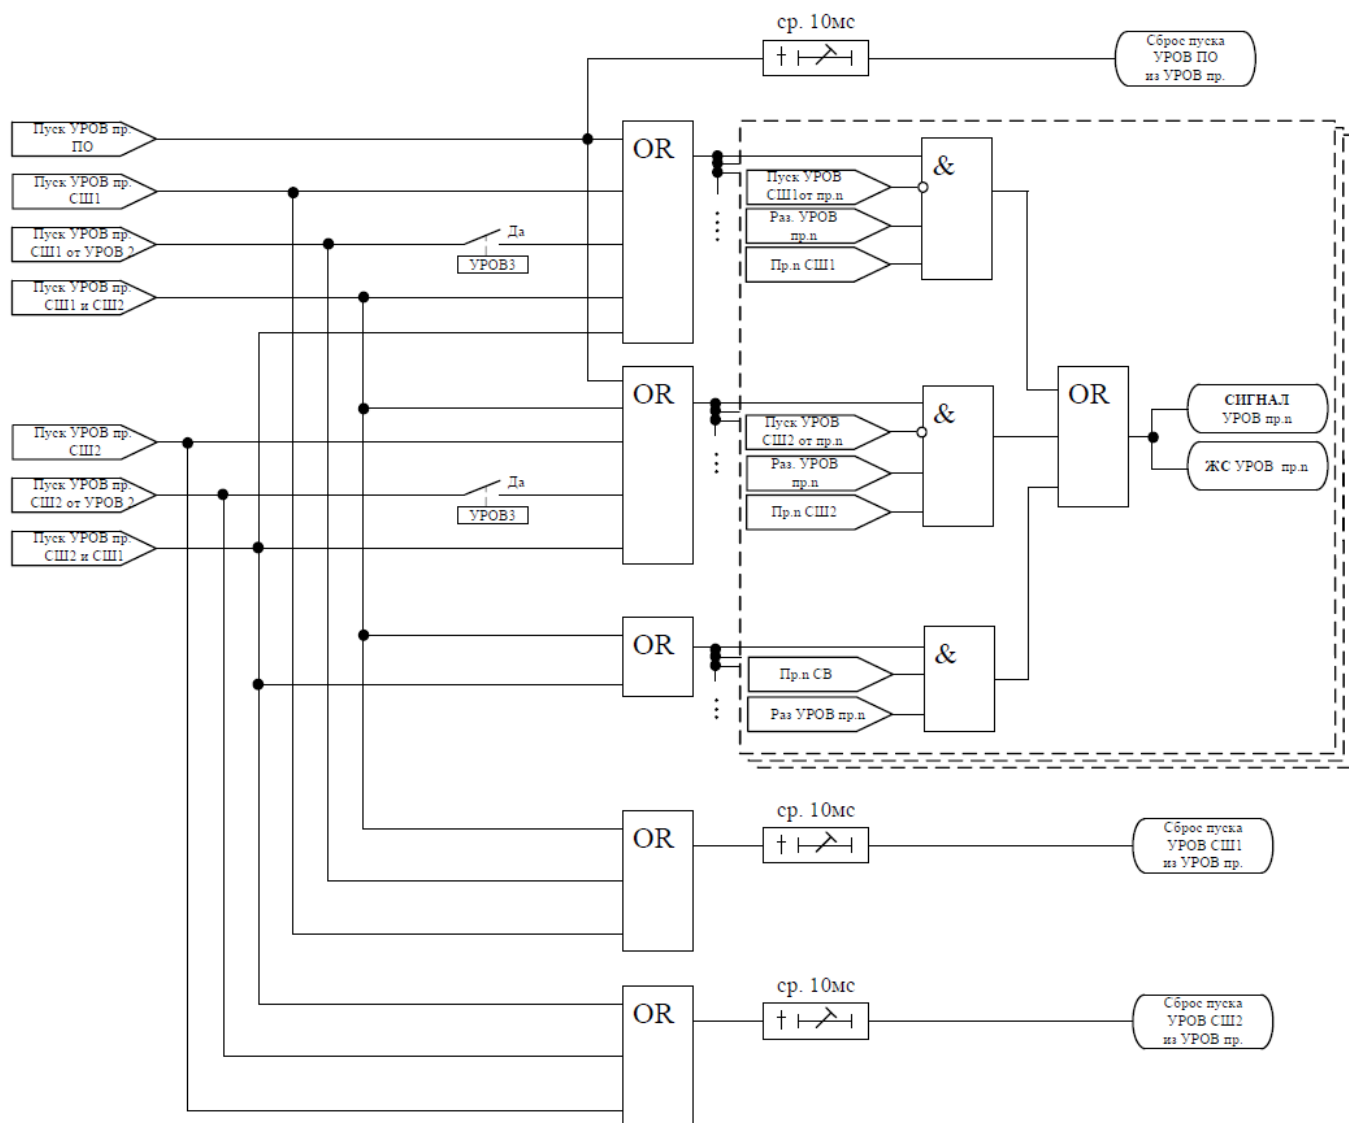 ср. 10мс
Сброс пуска
УРОВ ПО
из УРОВ пр.
Пуск УРОВ пр.
ПО
Пуск УРОВ пр.
СШ1
Пуск УРОВ пр.
СШ1 от УРОВ 2
Да
УРОВ3
Пуск УРОВ пр.
СШ1 и СШ2
OR
Пуск УРОВ
СШ1от пр.n
Раз. УРОВ
пр.n
Пр.n СШ1
&
Пуск УРОВ пр.
СШ2
Пуск УРОВ пр.
СШ2 от УРОВ 2
Да
УРОВ3
Пуск УРОВ пр.
СШ2 и СШ1
OR
Пуск УРОВ
СШ2 от пр.n
Раз. УРОВ
пр.n
Пр.n СШ2
&
OR
СИГНАЛ
УРОВ пр.n
ЖС УРОВ пр.n
OR
Пр.n СВ
Раз УРОВ пр.n
&
OR
ср. 10мс
Сброс пуска
УРОВ СШ1
из УРОВ пр.
OR
ср. 10мс
Сброс пуска
УРОВ СШ2
из УРОВ пр.